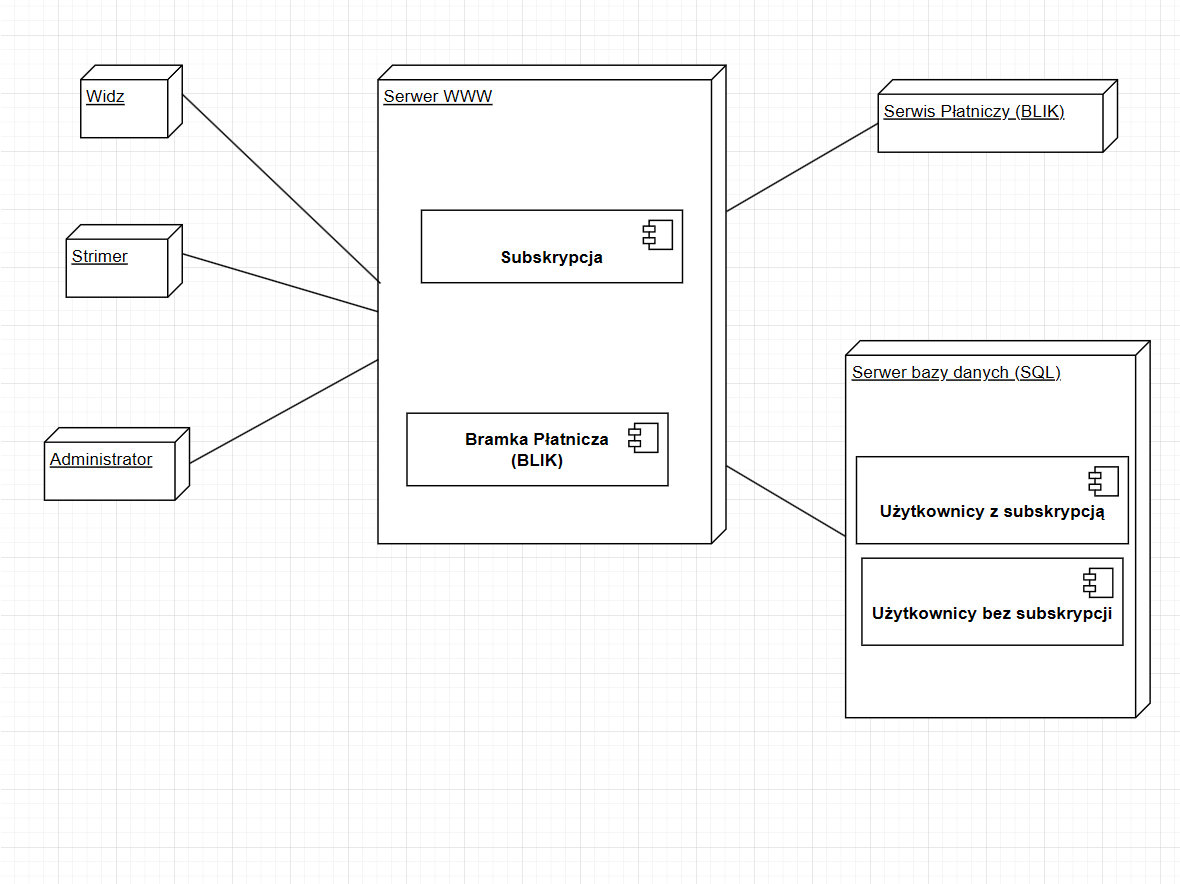 Widz
Serwer WWW
Serwis Płatniczy (BLIK)
Subskrypcja
Strimer
Serwer bazy danych (SQL)
Bramka Płatnicza
(BLIK)
Administrator
Użytkownicy z subskrypcją
Użytkownicy bez subskrypcji